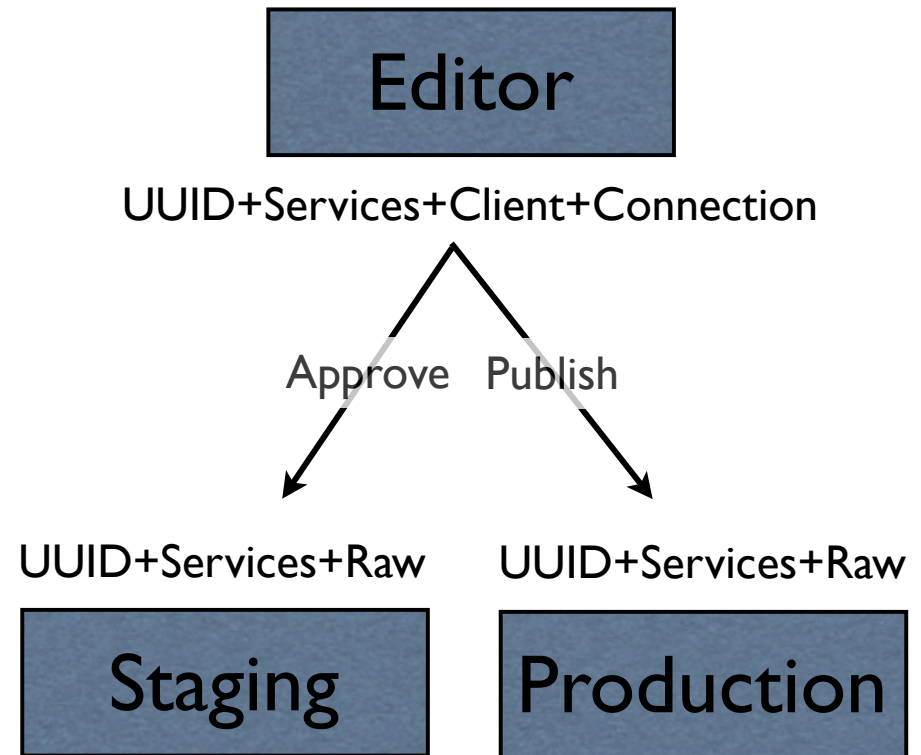 Editor
UUID+Services+Client+Connection
Approve Publish
UUID+Services+Raw UUID+Services+Raw
Staging Production